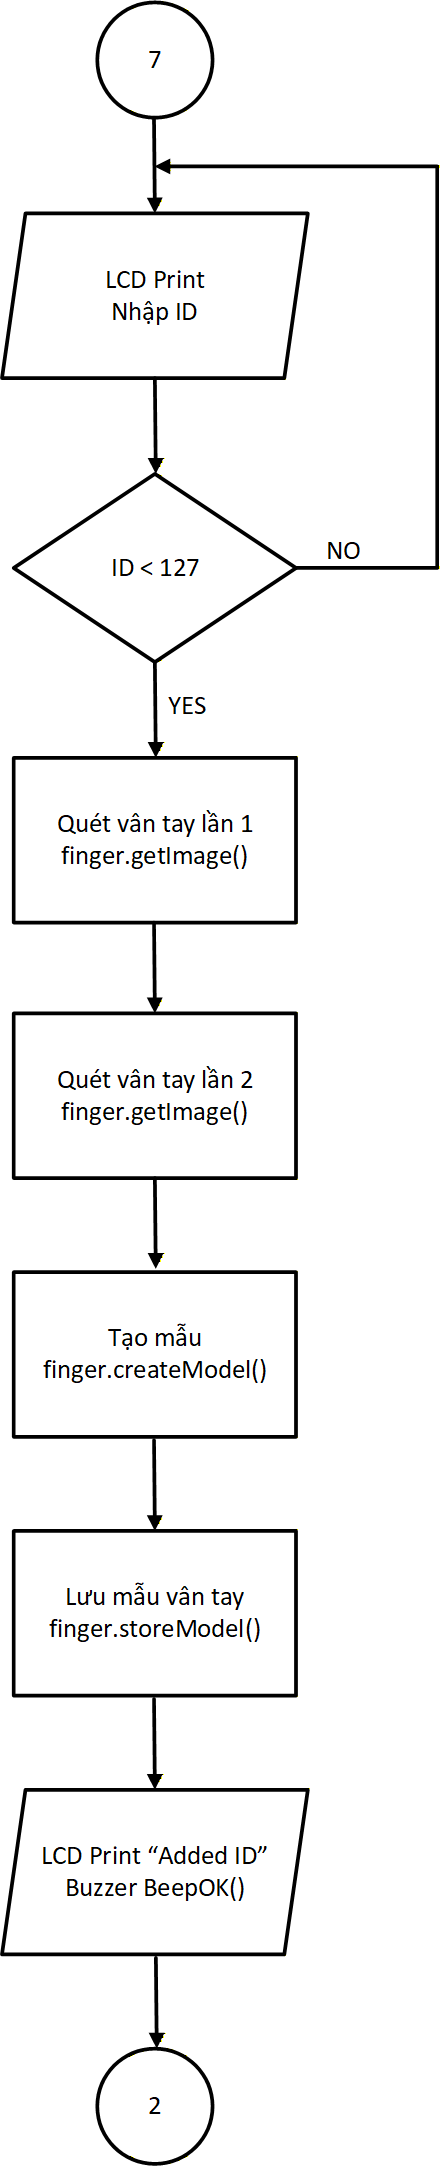 7
LCD Print
Nhập ID
ID < 127
NO
YES
Quét vân tay lần 1
finger.getImage()
Quét vân tay lần 2
finger.getImage()
Tạo mẫu
finger.createModel()
Lưu mẫu vân tay
finger.storeModel()
LCD Print “Added ID”
Buzzer BeepOK()
2